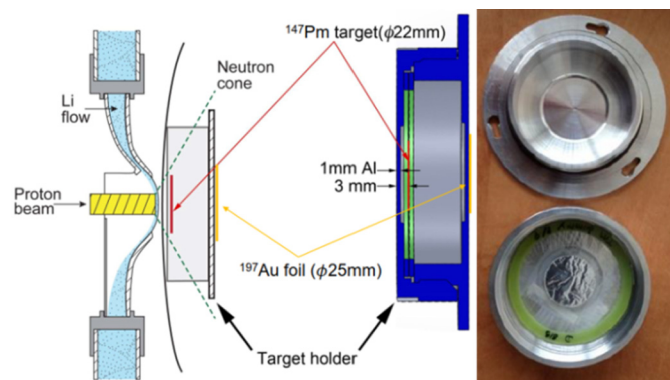 ¹⁴⁷Pm target(ϕ22mm)
Neutron
cone
Li
flow
1mm Al
3 mm
Proton
beam
¹⁹⁷Au foil (ϕ25mm)
Target holder